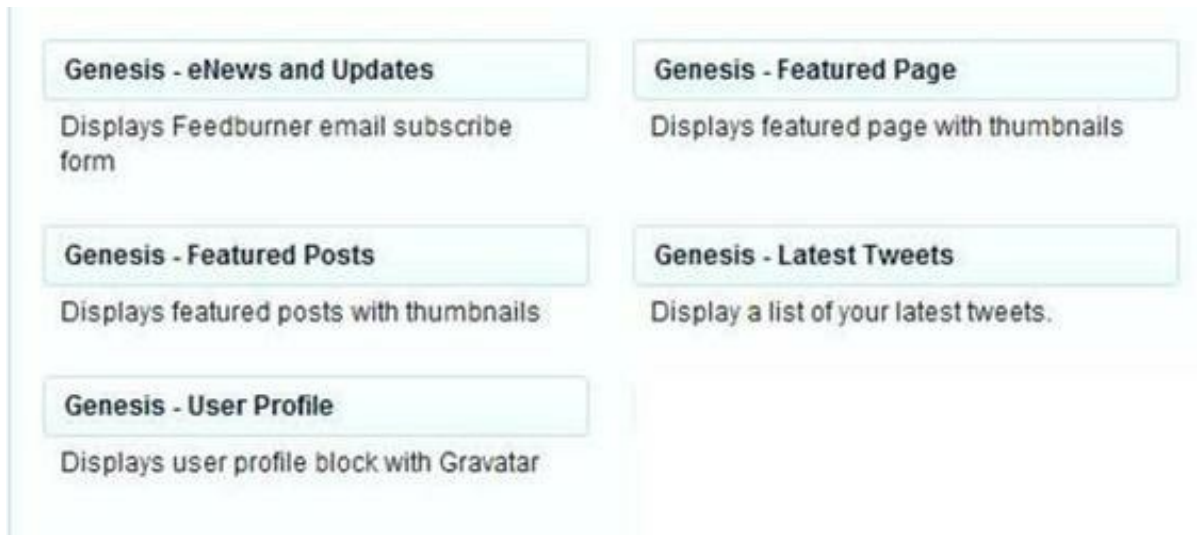 Genesis - eNews and Updates
Displays Feedburner email subscribe
form
Genesis - Featured Page
Displays featured page with thumbnails
Genesis - Featured Posts
Displays featured posts with thumbnails
Genesis - Latest Tweets
Display a list of your latest tweets.
Genesis - User Profile
Displays user profile block with Gravatar